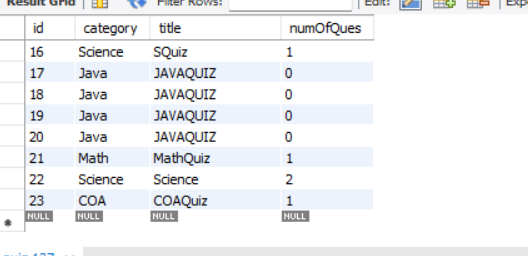 Result Grid Filter Rows: Edit:
id category title numOfQues
16 Science SQuiz 1
17 Java JAVAQUIZ 0
18 Java JAVAQUIZ 0
19 Java JAVAQUIZ 0
20 Java JAVAQUIZ 0
21 Math MathQuiz 1
22 Science Science 2
23 COA COAQuiz 1
NULL NULL NULL NULL